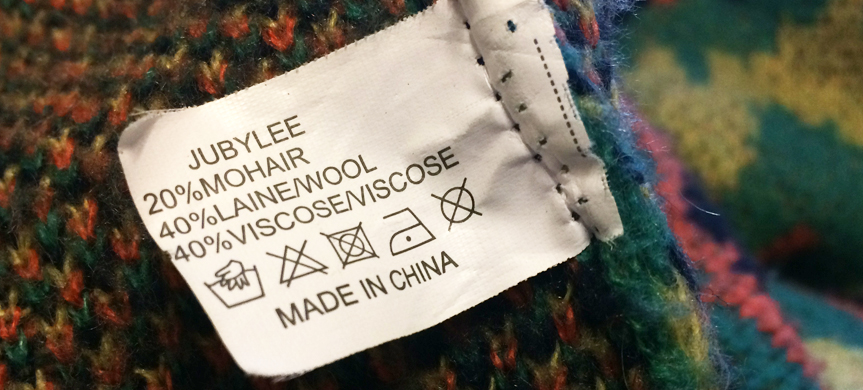 JUBYLEE
20%MOHAIR
40%LAINE/WOOL
40%VISCOSE/VISCOSE
MADE IN CHINA